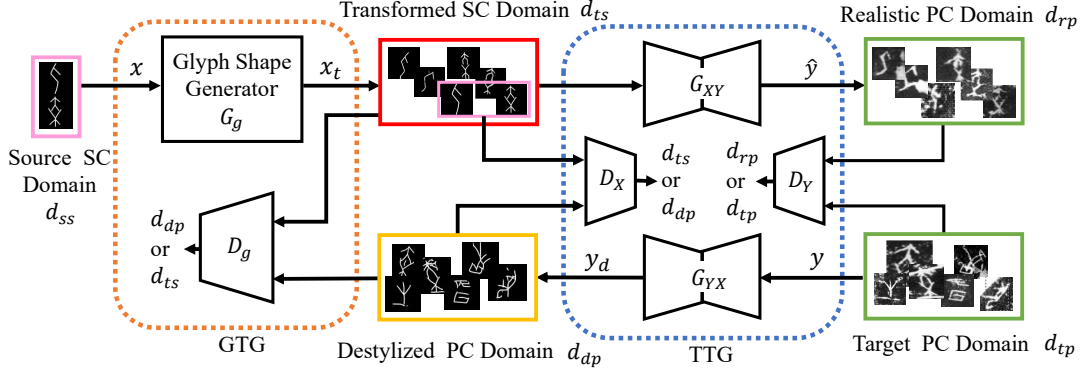 Transformed SC Domain d_ts
Realistic PC Domain d_rp
x
Glyph Shape
Generator
G_g
x_t
G_XY
ŷ
Source SC
Domain
d_ss
D_X
d_ts
or
d_dp
d_rp
or
d_tp
D_Y
d_dp
or
d_ts
D_g
y_d
G_YX
y
GTG
Destylized PC Domain d_dp
TTG
Target PC Domain d_tp